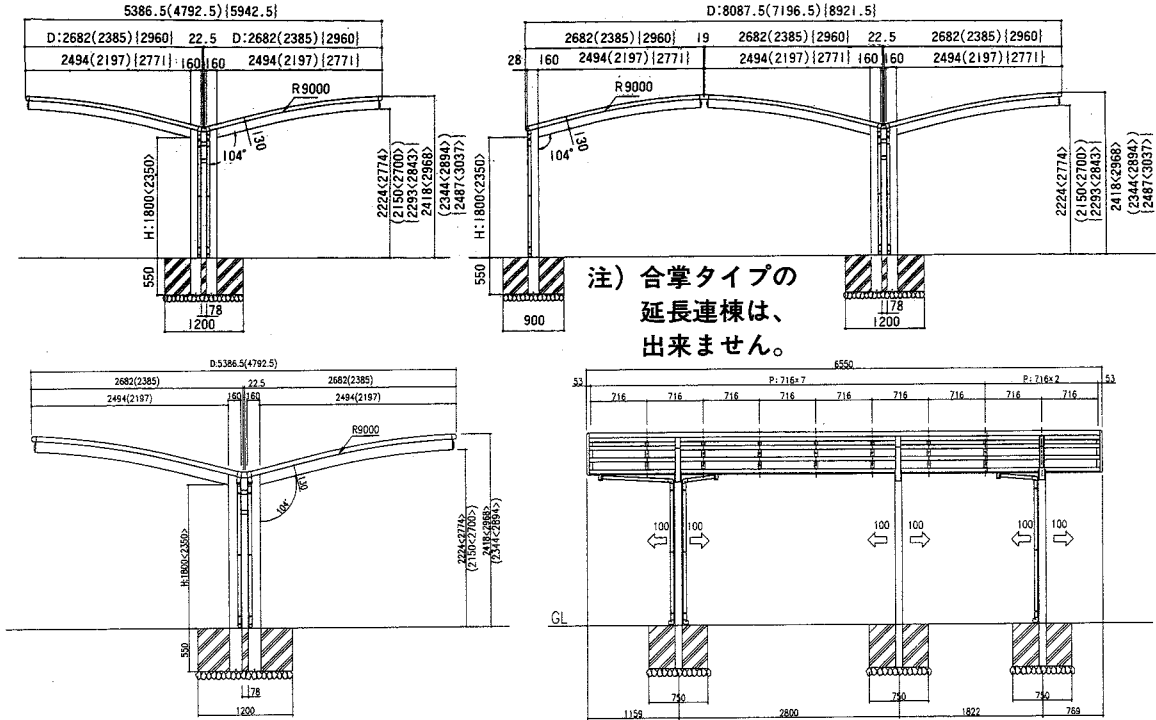 5386.5(4792.5){5942.5}
D:2682(2385){2960} 22.5 D:2682(2385){2960}
2494(2197){2771} 160 160 2494(2197){2771}
R9000
130
104°
H:1800<2350>
550
2224<2774>
(2150<2700>)
{2293<2843>}
2418<2968>
(2344<2894>)
{2487<3037>}
178
1200
D:8087.5(7196.5){8921.5}
2682(2385){2960} 19 2682(2385){2960} 22.5 2682(2385){2960}
28 160 2494(2197){2771} 2494(2197){2771} 160 160 2494(2197){2771}
R9000
130
104°
H:1800<2350>
550
2224<2774>
(2150<2700>)
{2293<2843>}
2418<2968>
(2344<2894>)
{2487<3037>}
900
178
1200
注）合掌タイプの
延長連棟は、
出来ません。
D:5386.5(4792.5)
2682(2385) 22.5 2682(2385)
2494(2197) 160 160 2494(2197)
R9000
130
104°
H:1800<2350>
550
2224<2774>
(2150<2700>)
2418<2968>
(2344<2894>)
178
1200
6550
53 P:716×7 P:716×2 53
716 716 716 716 716 716 716 716 716
100 100 100 100 100 100
GL
750 750 750
1159 2800 1822 769